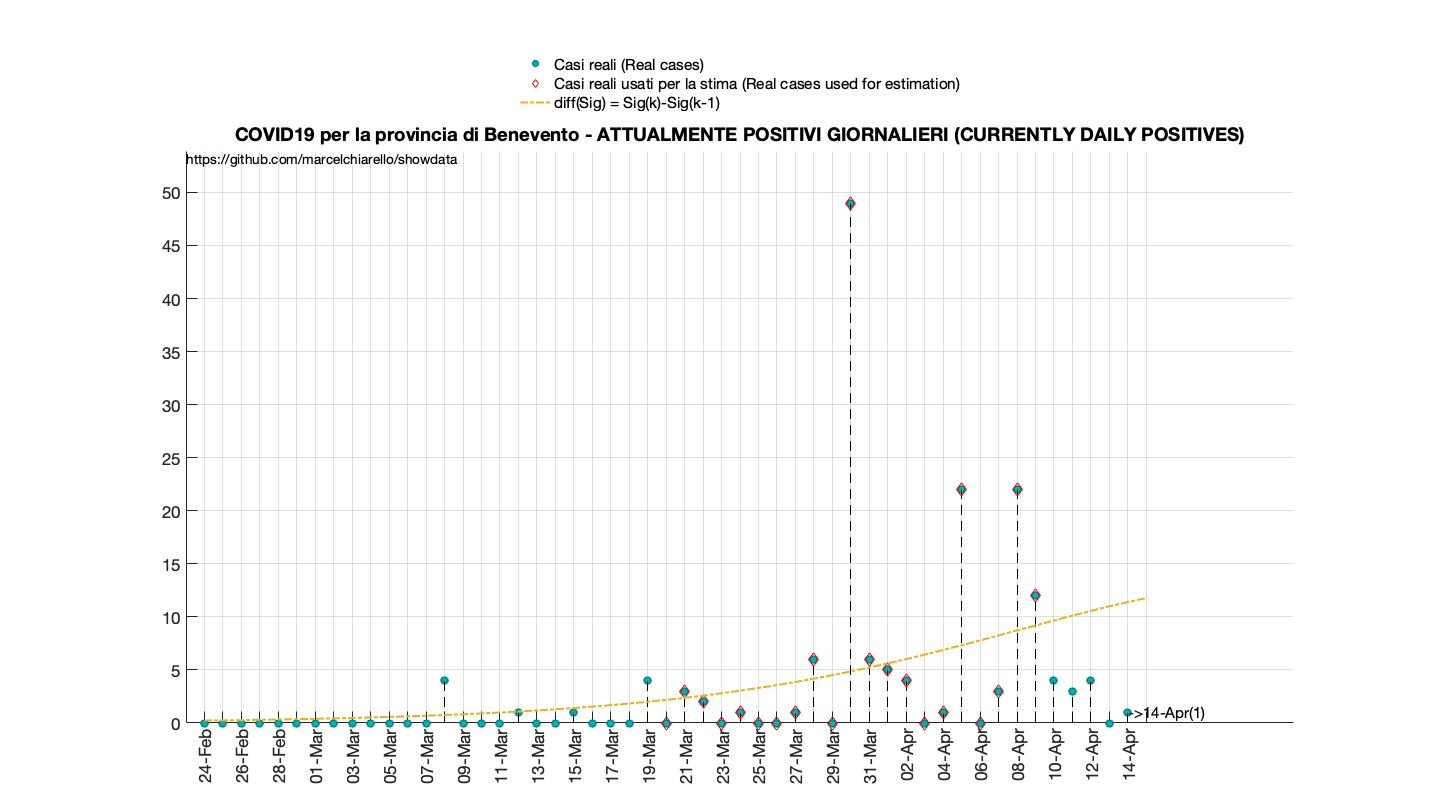 Casi reali (Real cases)
Casi reali usati per la stima (Real cases used for estimation)
diff(Sig) = Sig(k)-Sig(k-1)
COVID19 per la provincia di Benevento - ATTUALMENTE POSITIVI GIORNALIERI (CURRENTLY DAILY POSITIVES)
https://github.com/marcelchiarello/showdata
50
45
40
35
30
25
20
15
10
5
0
->14-Apr(1)
24-Feb
26-Feb
28-Feb
01-Mar
03-Mar
05-Mar
07-Mar
09-Mar
11-Mar
13-Mar
15-Mar
17-Mar
19-Mar
21-Mar
23-Mar
25-Mar
27-Mar
29-Mar
31-Mar
02-Apr
04-Apr
06-Apr
08-Apr
10-Apr
12-Apr
14-Apr